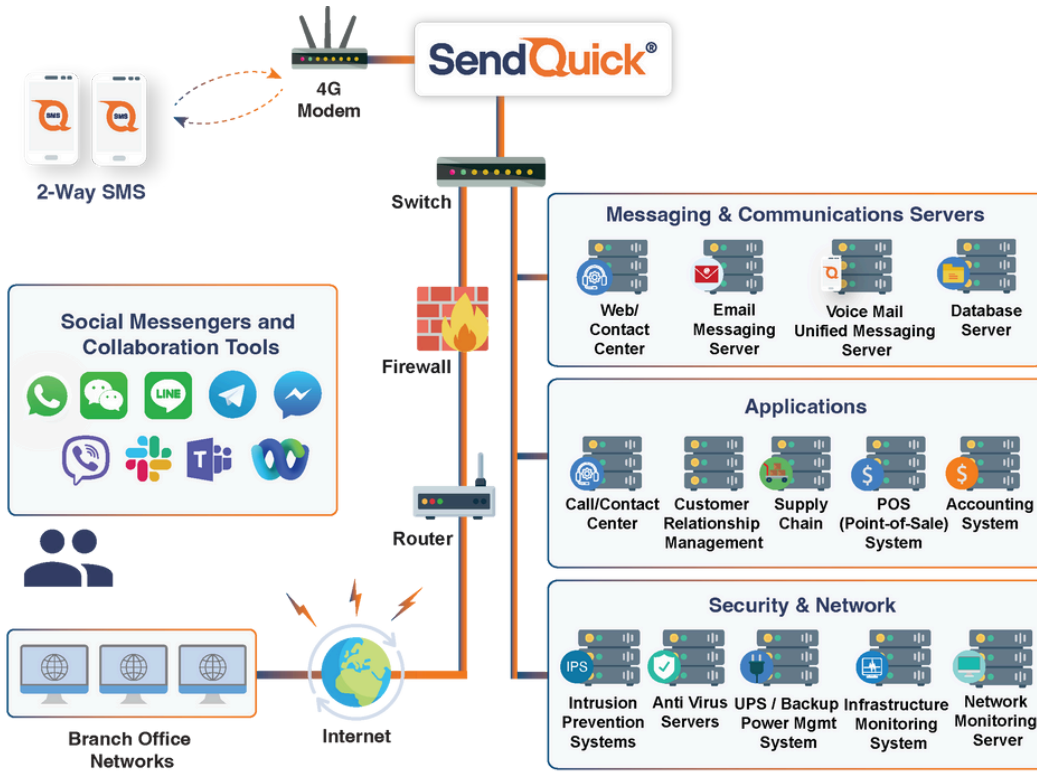 SendQuick®
4G
Modem
SMS
SMS
2-Way SMS
Switch
Messaging & Communications Servers
Web/
Contact
Center
Email
Messaging
Server
Voice Mail
Unified Messaging
Server
Database
Server
Social Messengers and
Collaboration Tools
LINE
T
Firewall
Applications
Call/Contact
Center
Customer
Relationship
Management
Supply
Chain
$
POS
(Point-of-Sale)
System
$
Accounting
System
Router
Security & Network
IPS
Intrusion
Prevention
Systems
Anti Virus
Servers
UPS / Backup
Power Mgmt
System
Infrastructure
Monitoring
System
Network
Monitoring
Server
Branch Office
Networks
Internet